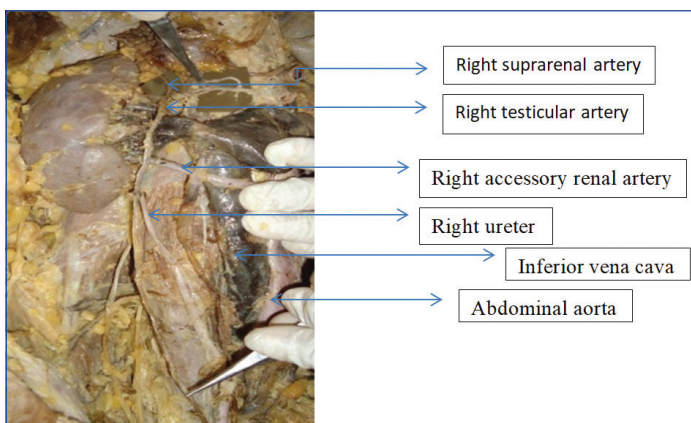 Right suprarenal artery
Right testicular artery
Right accessory renal artery
Right ureter
Inferior vena cava
Abdominal aorta